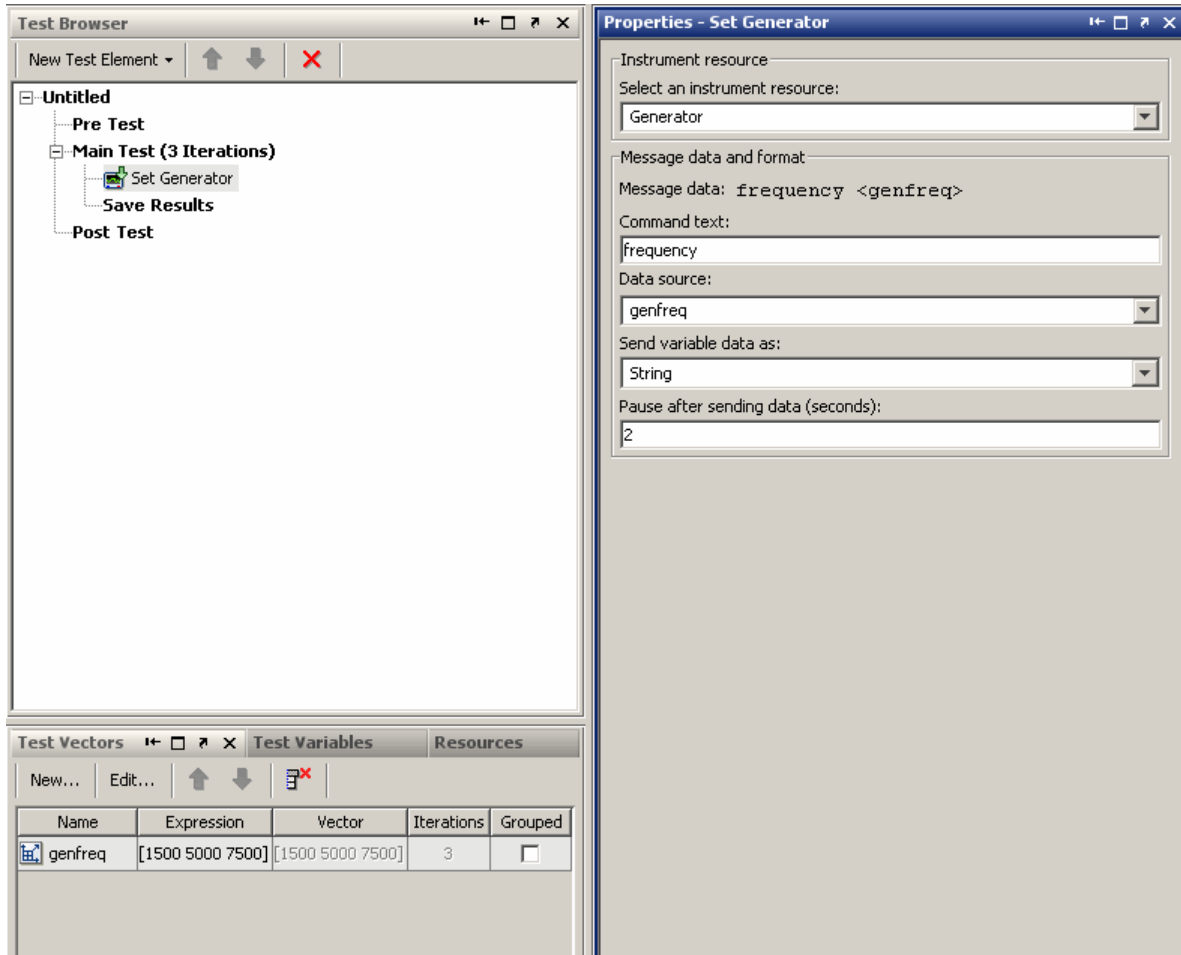 Test Browser
New Test Element
Untitled
Pre Test
Main Test (3 Iterations)
Set Generator
Save Results
Post Test
Test Vectors Test Variables Resources
New... Edit...
Name Expression Vector Iterations Grouped
genfreq [1500 5000 7500] [1500 5000 7500] 3
Properties - Set Generator
Instrument resource
Select an instrument resource:
Generator
Message data and format
Message data: frequency <genfreq>
Command text:
frequency
Data source:
genfreq
Send variable data as:
String
Pause after sending data (seconds):
2